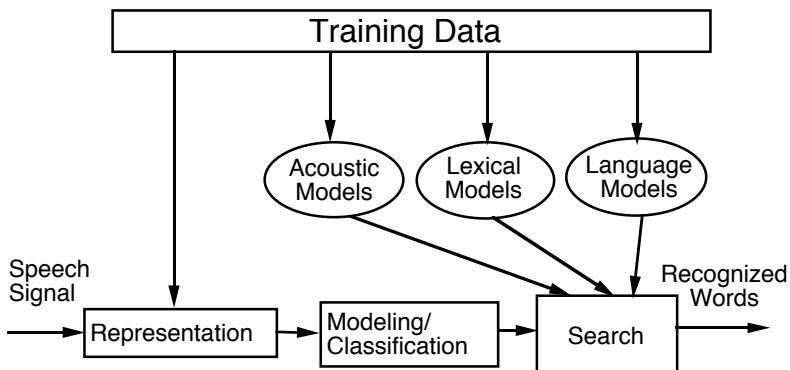 Training Data
Acoustic
Models
Lexical
Models
Language
Models
Speech
Signal
Recognized
Words
Representation
Modeling/
Classification
Search